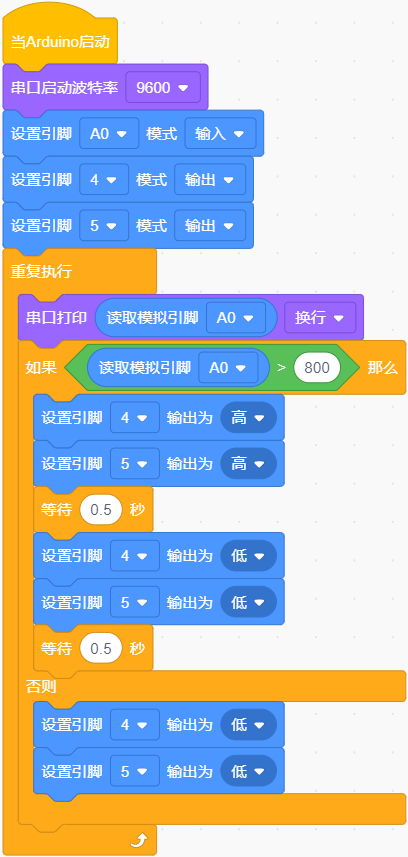 当Arduino启动
串口启动波特率 9600
设置引脚 A0 模式 输入
设置引脚 4 模式 输出
设置引脚 5 模式 输出
重复执行
串口打印 读取模拟引脚 A0 换行
如果 读取模拟引脚 A0 > 800 那么
设置引脚 4 输出为 高
设置引脚 5 输出为 高
等待 0.5 秒
设置引脚 4 输出为 低
设置引脚 5 输出为 低
等待 0.5 秒
否则
设置引脚 4 输出为 低
设置引脚 5 输出为 低